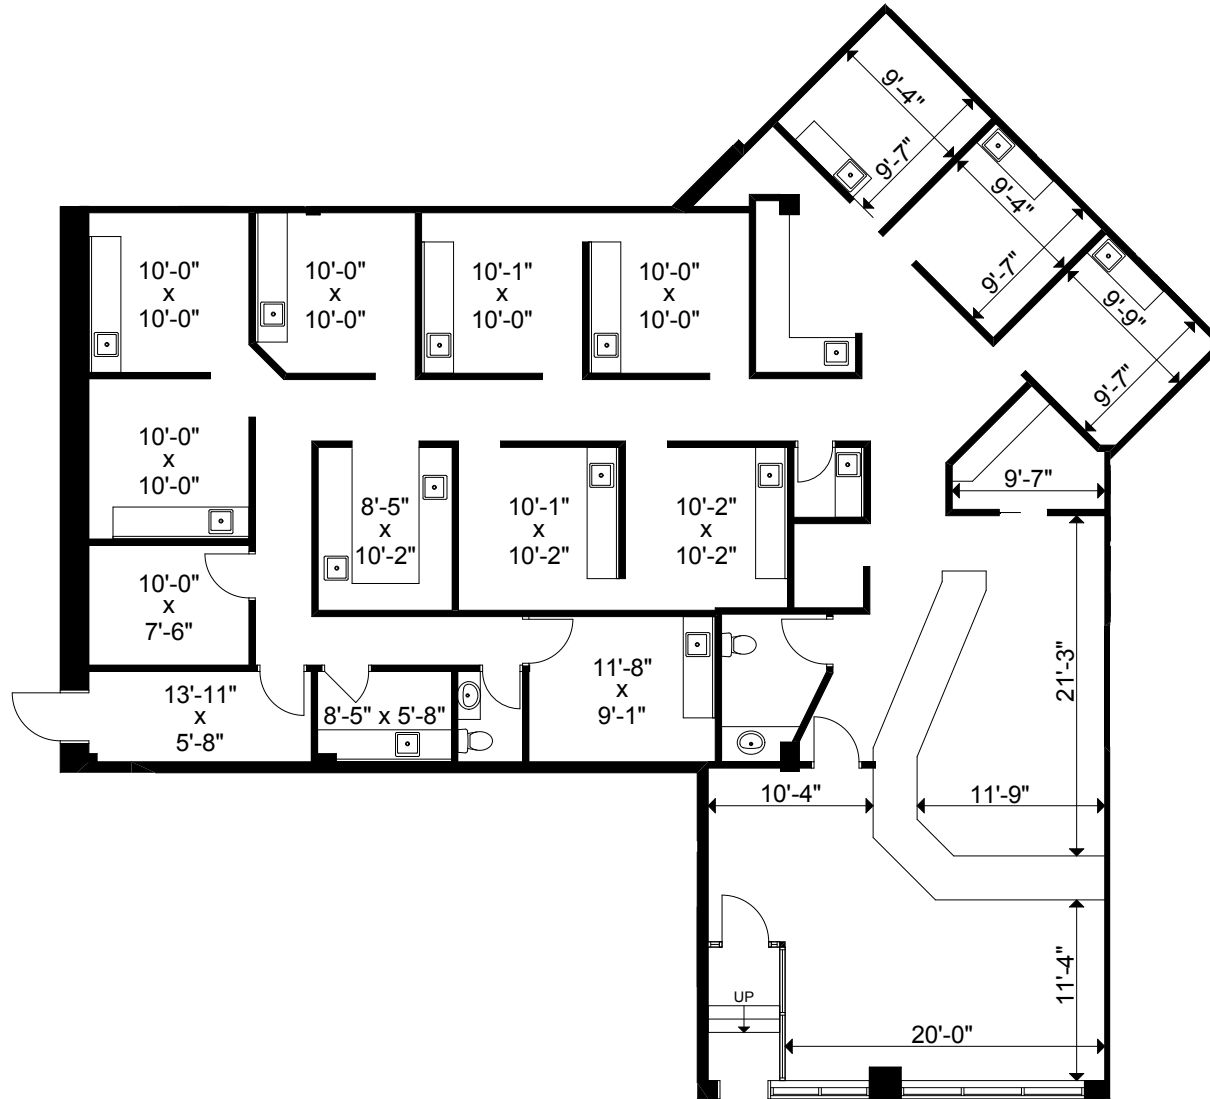 9'-4"
9'-7"
9'-4"
9'-7"
9'-9"
9'-7"
10'-0"
x
10'-0"
10'-0"
x
10'-0"
10'-1"
x
10'-0"
10'-0"
x
10'-0"
10'-0"
x
10'-0"
8'-5"
x
10'-2"
10'-1"
x
10'-2"
10'-2"
x
10'-2"
9'-7"
10'-0"
x
7'-6"
13'-11"
x
5'-8"
8'-5" x 5'-8"
11'-8"
x
9'-1"
21'-3"
10'-4"
11'-9"
11'-4"
UP
20'-0"